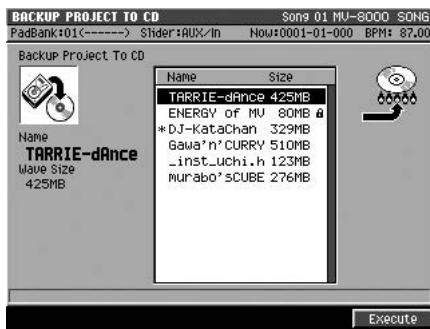 BACKUP PROJECT TO CD Song 01 MV-8000 SONG
PadBank:01(------) Slider:AUX/In Now:0001-01-000 BPM: 87.00
Backup Project To CD
Name Size
TARRIE-dAnce 425MB
ENERGY of MV 80MB
*DJ-KataChan 329MB
Gawa'n'CURRY 510MB
_inst_uchi.h 123MB
murabo'sCUBE 276MB
Name
TARRIE-dAnce
Wave Size
425MB
Execute